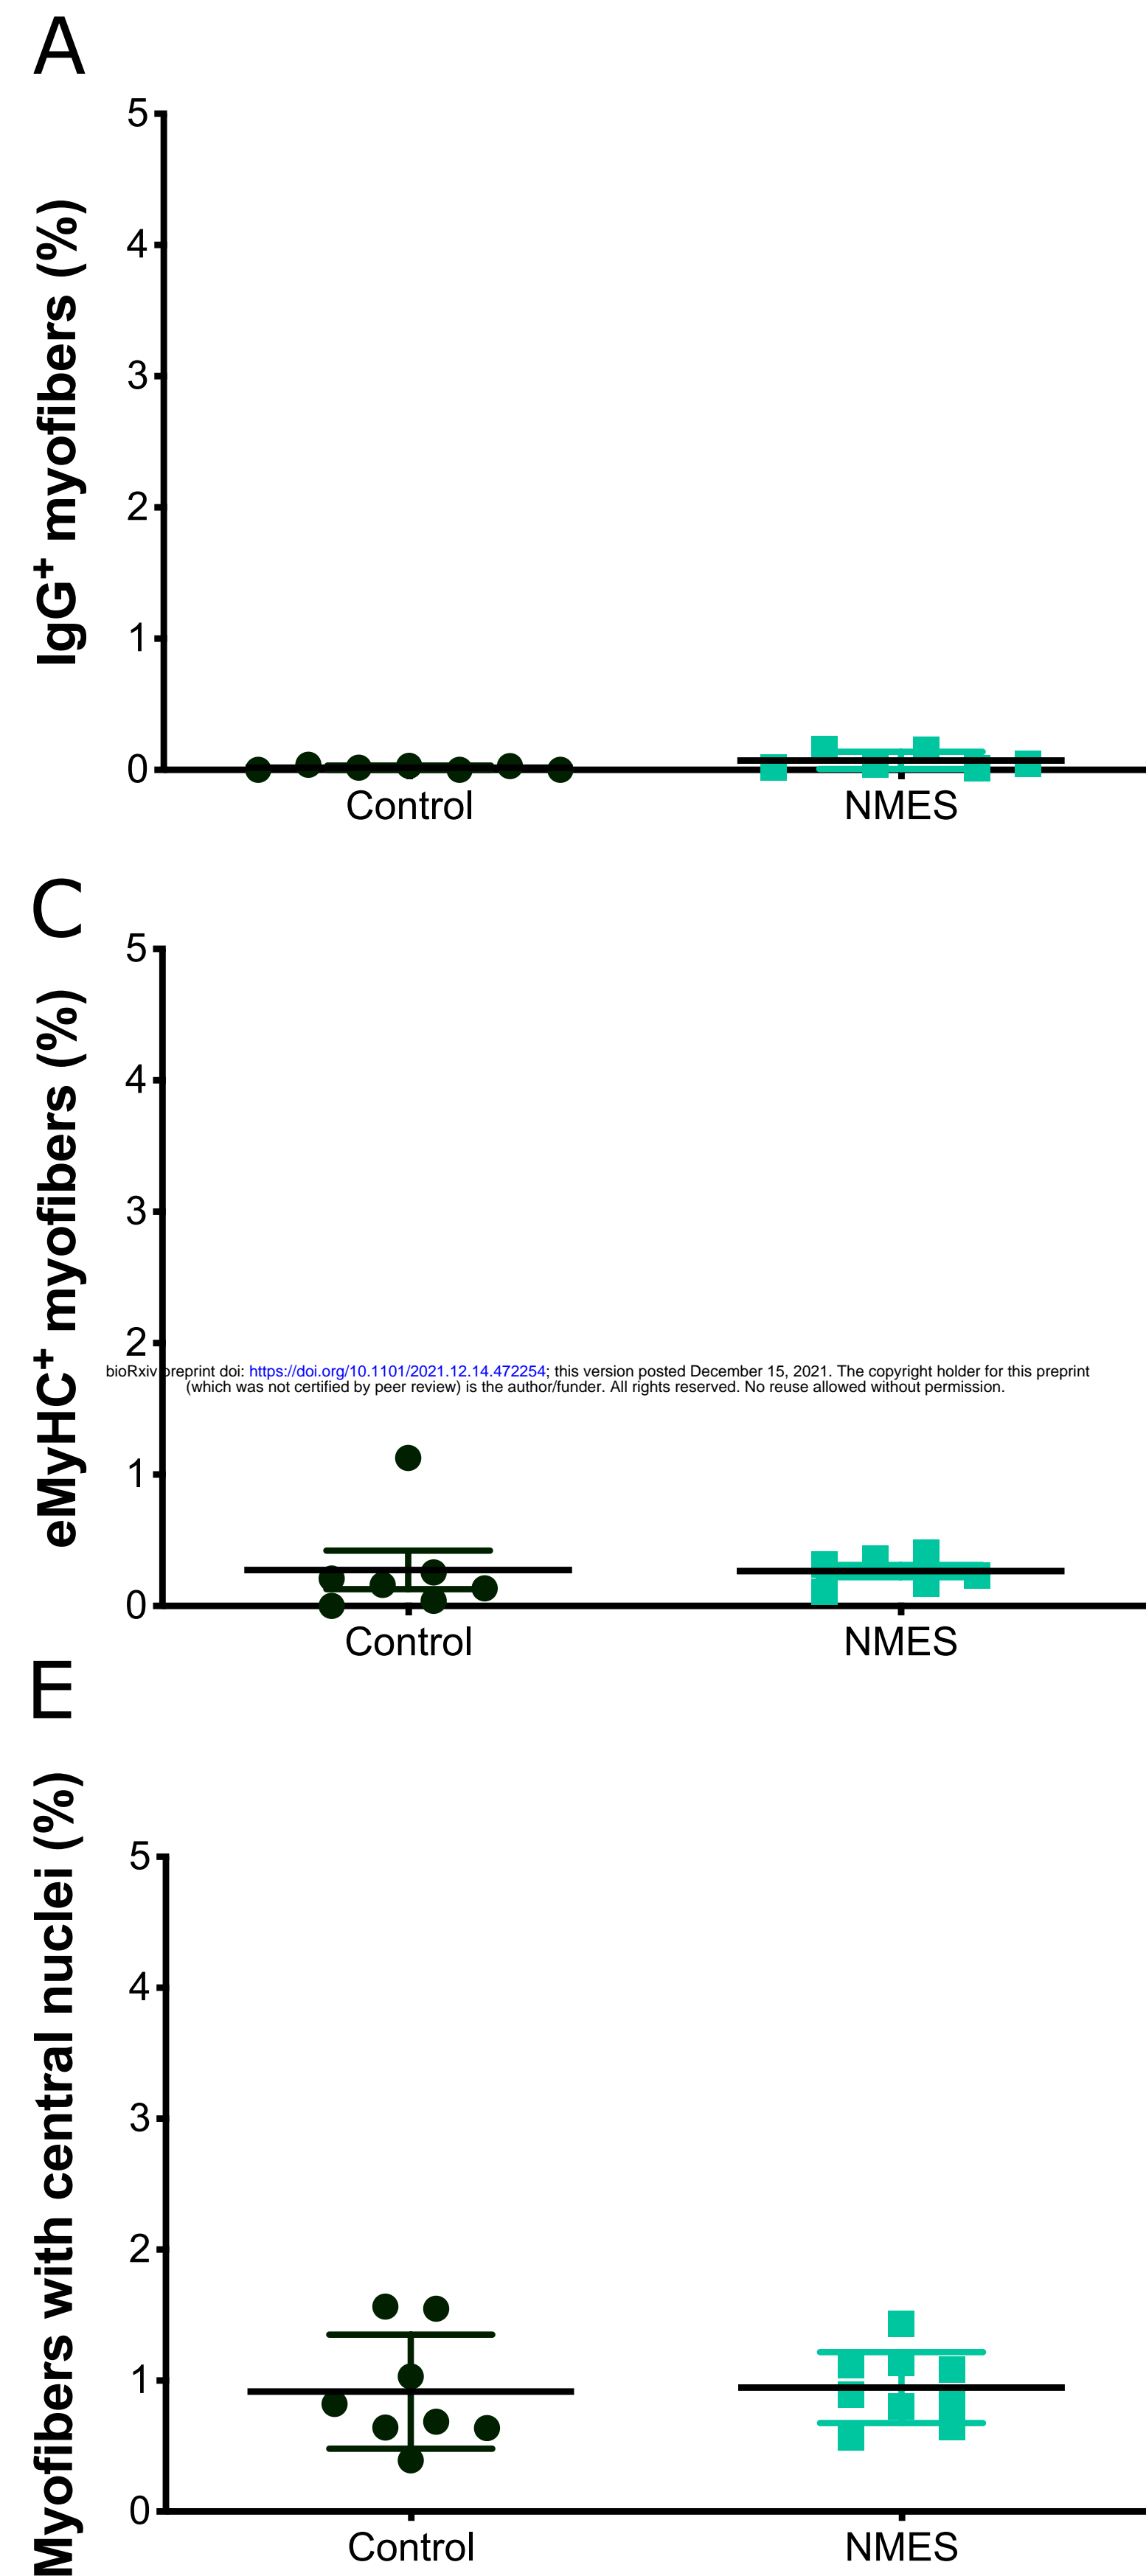 A
IgG+ myofibers (%)
5
4
3
2
1
0
Control NMES
C
eMyHC+ myofibers (%)
5
4
3
2
bioRxiv preprint doi: https://doi.org/10.1101/2021.12.14.472254; this version posted December 15, 2021. The copyright holder for this preprint
(which was not certified by peer review) is the author/funder. All rights reserved. No reuse allowed without permission.
1
0
Control NMES
E
Myofibers with central nuclei (%)
5
4
3
2
1
0
Control NMES